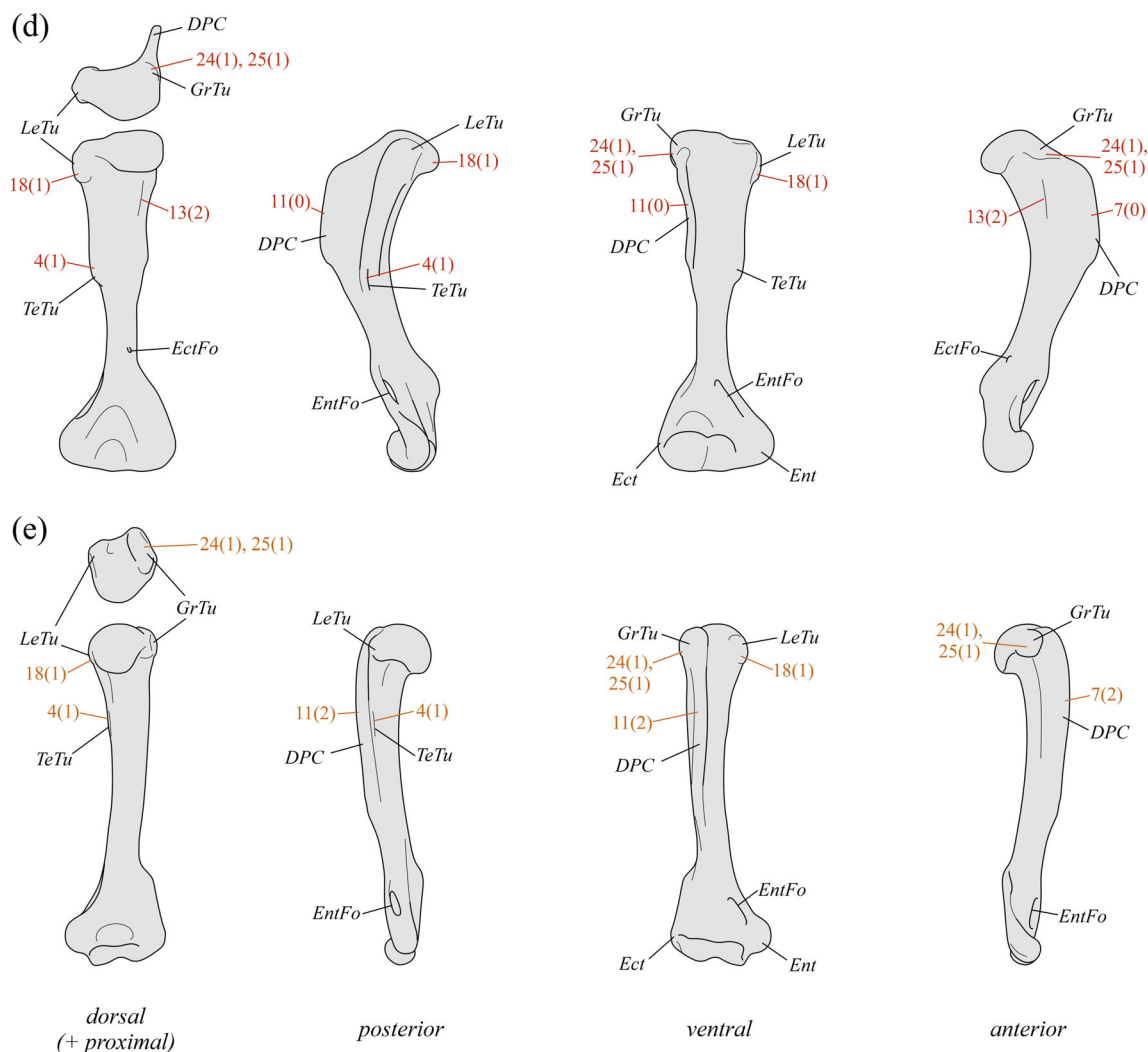 (d)
DPC
24(1), 25(1)
GrTu
LeTu
18(1)
13(2)
4(1)
TeTu
EctFo
LeTu
18(1)
11(0)
DPC
4(1)
TeTu
EntFo
GrTu
24(1),
25(1)
LeTu
18(1)
11(0)
DPC
TeTu
EntFo
Ect
Ent
GrTu
24(1),
25(1)
13(2)
7(0)
DPC
EctFo
(e)
24(1), 25(1)
GrTu
LeTu
18(1)
4(1)
TeTu
LeTu
11(2)
4(1)
DPC
TeTu
EntFo
GrTu
LeTu
24(1),
25(1)
18(1)
11(2)
DPC
EntFo
Ect
Ent
GrTu
24(1),
25(1)
7(2)
DPC
EntFo
dorsal
(+ proximal)
posterior
ventral
anterior